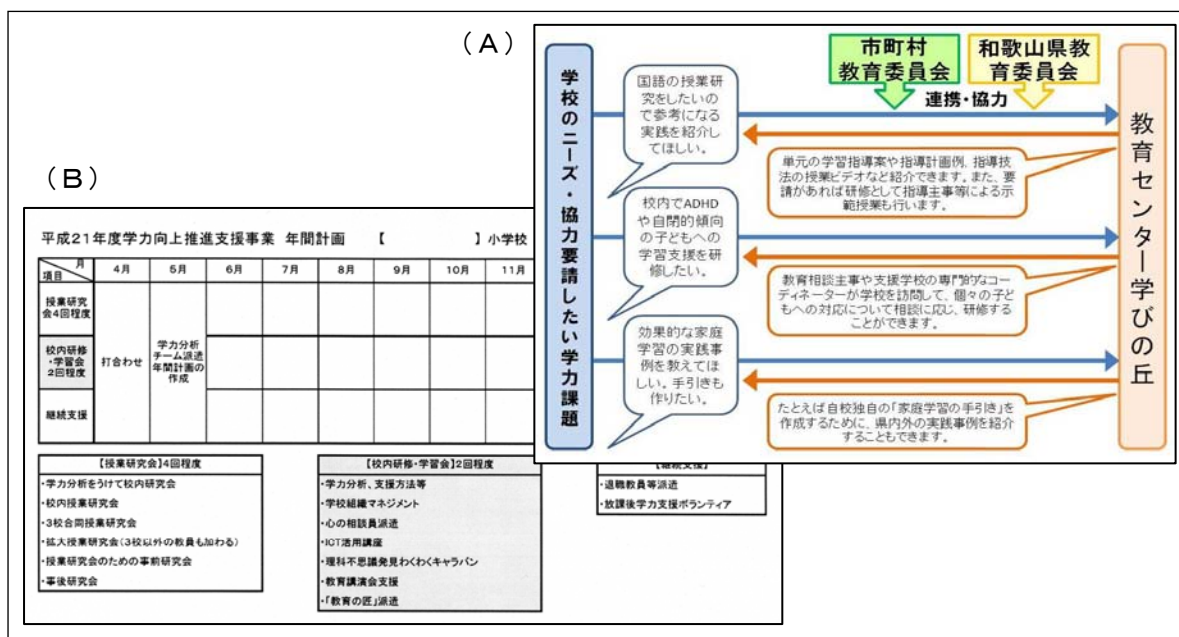 （Ａ）
市町村
教育委員会
和歌山県教
育委員会
連携・協力
学校のニーズ・協力要請したい学力課題
国語の授業研
究をしたいの
で参考になる
実践を紹介し
てほしい。
単元の学習指導案や指導計画例、指導技
法の授業ビデオなど紹介できます。また、要
請があれば研修として指導主事等による示
範授業も行います。
校内でADHD
や自閉的傾向
の子どもへの
学習支援を研
修したい。
教育相談主事や支援学校の専門的なコー
ディネーターが学校を訪問して、個々の子ど
もへの対応について相談に応じ、研修する
ことができます。
効果的な家庭
学習の実践事
例を教えてほ
しい。手引きも
作りたい。
たとえば自校独自の「家庭学習の手引き」を
作成するために、県内外の実践事例を紹介
することもできます。
教育センター学びの丘
（Ｂ）
平成21年度学力向上推進支援事業 年間計画 【 】小学校
月
項目
4月 5月 6月 7月 8月 9月 10月 11月
授業研究
会4回程度
校内研修
・学習会
2回程度
継続支援
打合わせ
学力分析
チーム派遣
年間計画の
作成
【授業研究会】4回程度
・学力分析をうけて校内研究会
・校内授業研究会
・3校合同授業研究会
・拡大授業研究会（3校以外の教員も加わる）
・授業研究会のための事前研究会
・事後研究会
【校内研修・学習会】2回程度
・学力分析、支援方法等
・学校組織マネジメント
・心の相談員派遣
・ICT活用講座
・理科不思議発見わくわくキャラバン
・教育講演会支援
・「教育の匠」派遣
【継続支援】
・退職教員等派遣
・放課後学力支援ボランティア